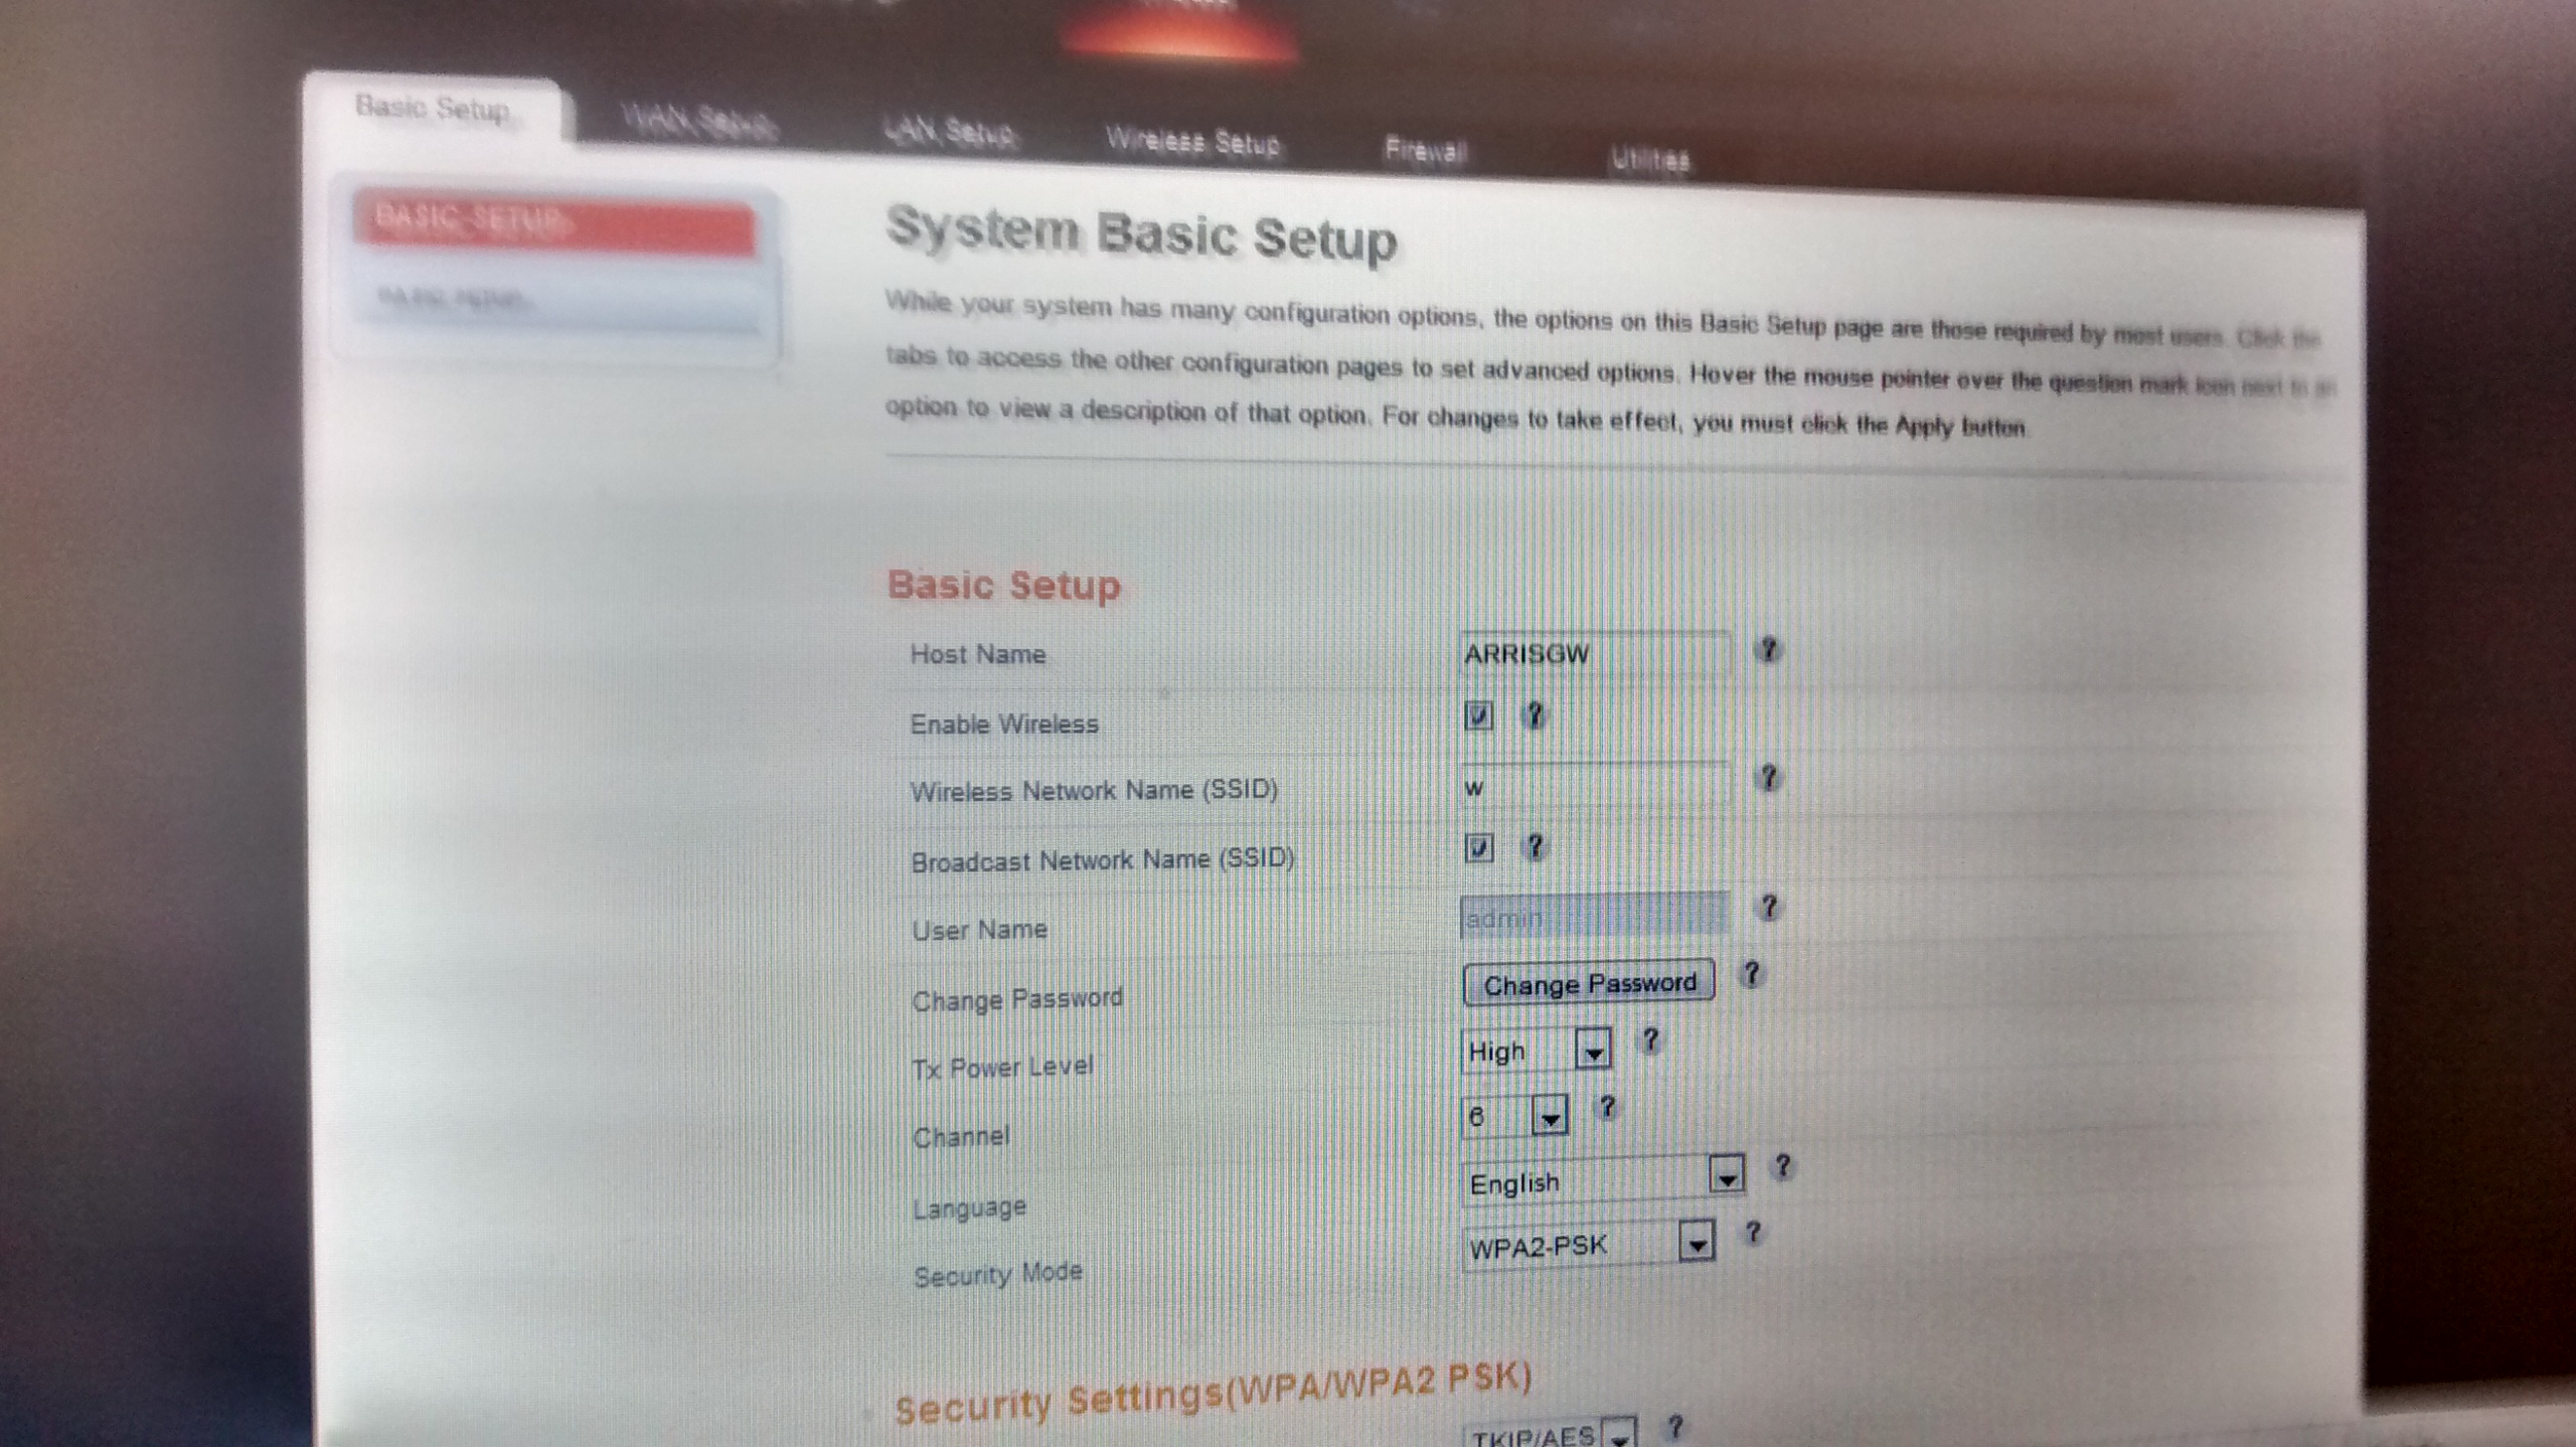 Basic Setup
WAN Setup
LAN Setup
Wireless Setup
Firewall
Utilities
BASIC SETUP
BASIC SETUP
System Basic Setup
While your system has many configuration options, the options on this Basic Setup page are those required by most users. Click the
tabs to access the other configuration pages to set advanced options. Hover the mouse pointer over the question mark icon next to an
option to view a description of that option. For changes to take effect, you must click the Apply button.
Basic Setup
Host Name ARRISGW ?
Enable Wireless ?
Wireless Network Name (SSID) w ?
Broadcast Network Name (SSID) ?
User Name admin ?
Change Password Change Password ?
Tx Power Level High ?
Channel 6 ?
Language English ?
Security Mode WPA2-PSK ?
Security Settings(WPA/WPA2 PSK)
TKIP/AES ?